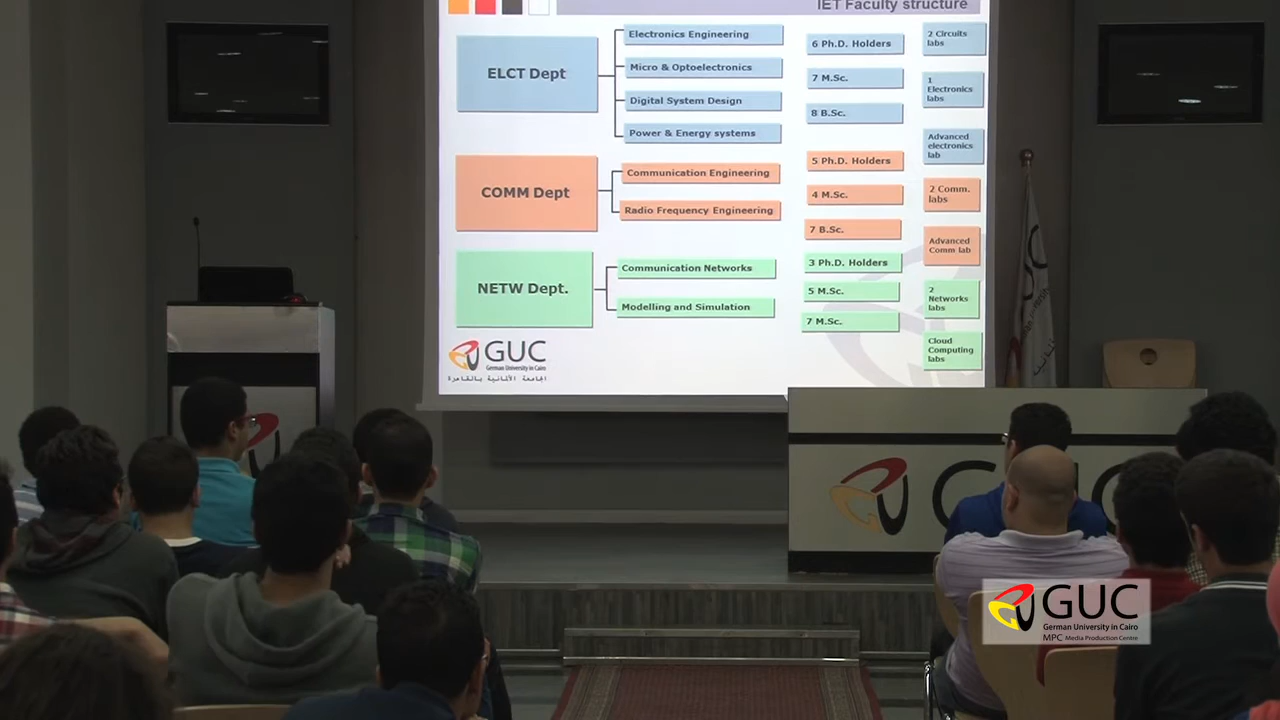 IET Faculty structure
ELCT Dept
Electronics Engineering
Micro & Optoelectronics
Digital System Design
Power & Energy systems
6 Ph.D. Holders
7 M.Sc.
8 B.Sc.
2 Circuits
labs
1
Electronics
labs
Advanced
electronics
lab
COMM Dept
Communication Engineering
Radio Frequency Engineering
5 Ph.D. Holders
4 M.Sc.
7 B.Sc.
2 Comm.
labs
Advanced
Comm lab
NETW Dept.
Communication Networks
Modelling and Simulation
3 Ph.D. Holders
5 M.Sc.
7 M.Sc.
2
Networks
labs
Cloud
Computing
labs
GUC
German University in Cairo
الجامعة الألمانية بالقاهرة
GUC
GUC
German University in Cairo
MPC Media Production Centre